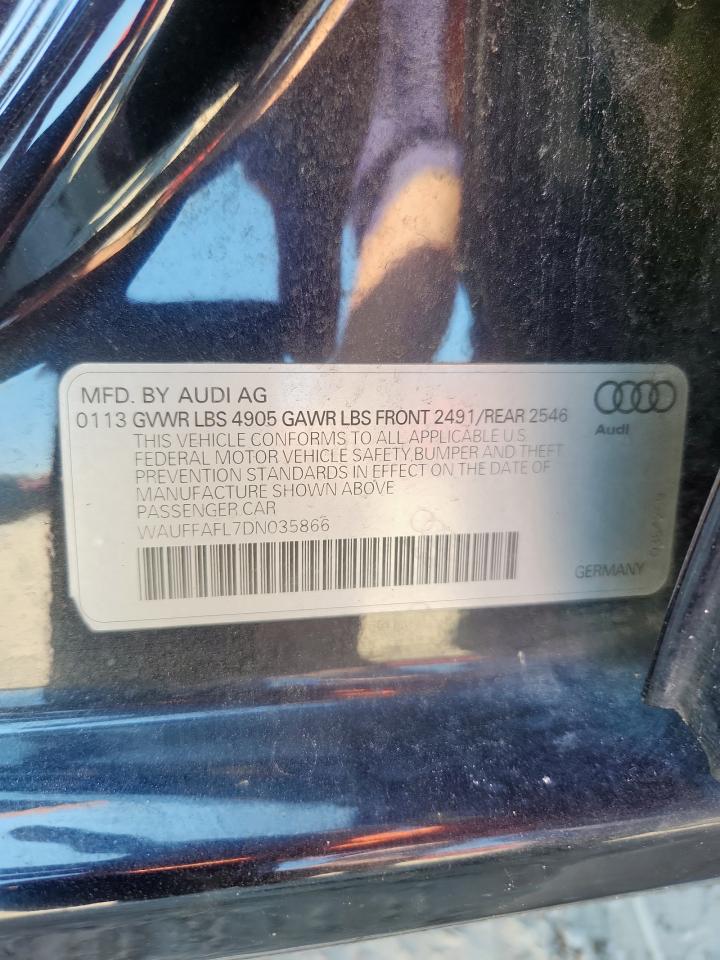 MFD. BY AUDI AG
0113 GVWR LBS 4905 GAWR LBS FRONT 2491/REAR 2546
THIS VEHICLE CONFORMS TO ALL APPLICABLE U.S.
FEDERAL MOTOR VEHICLE SAFETY,BUMPER AND THEFT
PREVENTION STANDARDS IN EFFECT ON THE DATE OF
MANUFACTURE SHOWN ABOVE
PASSENGER CAR
WAUFFAFL7DN035866
Audi
GERMANY